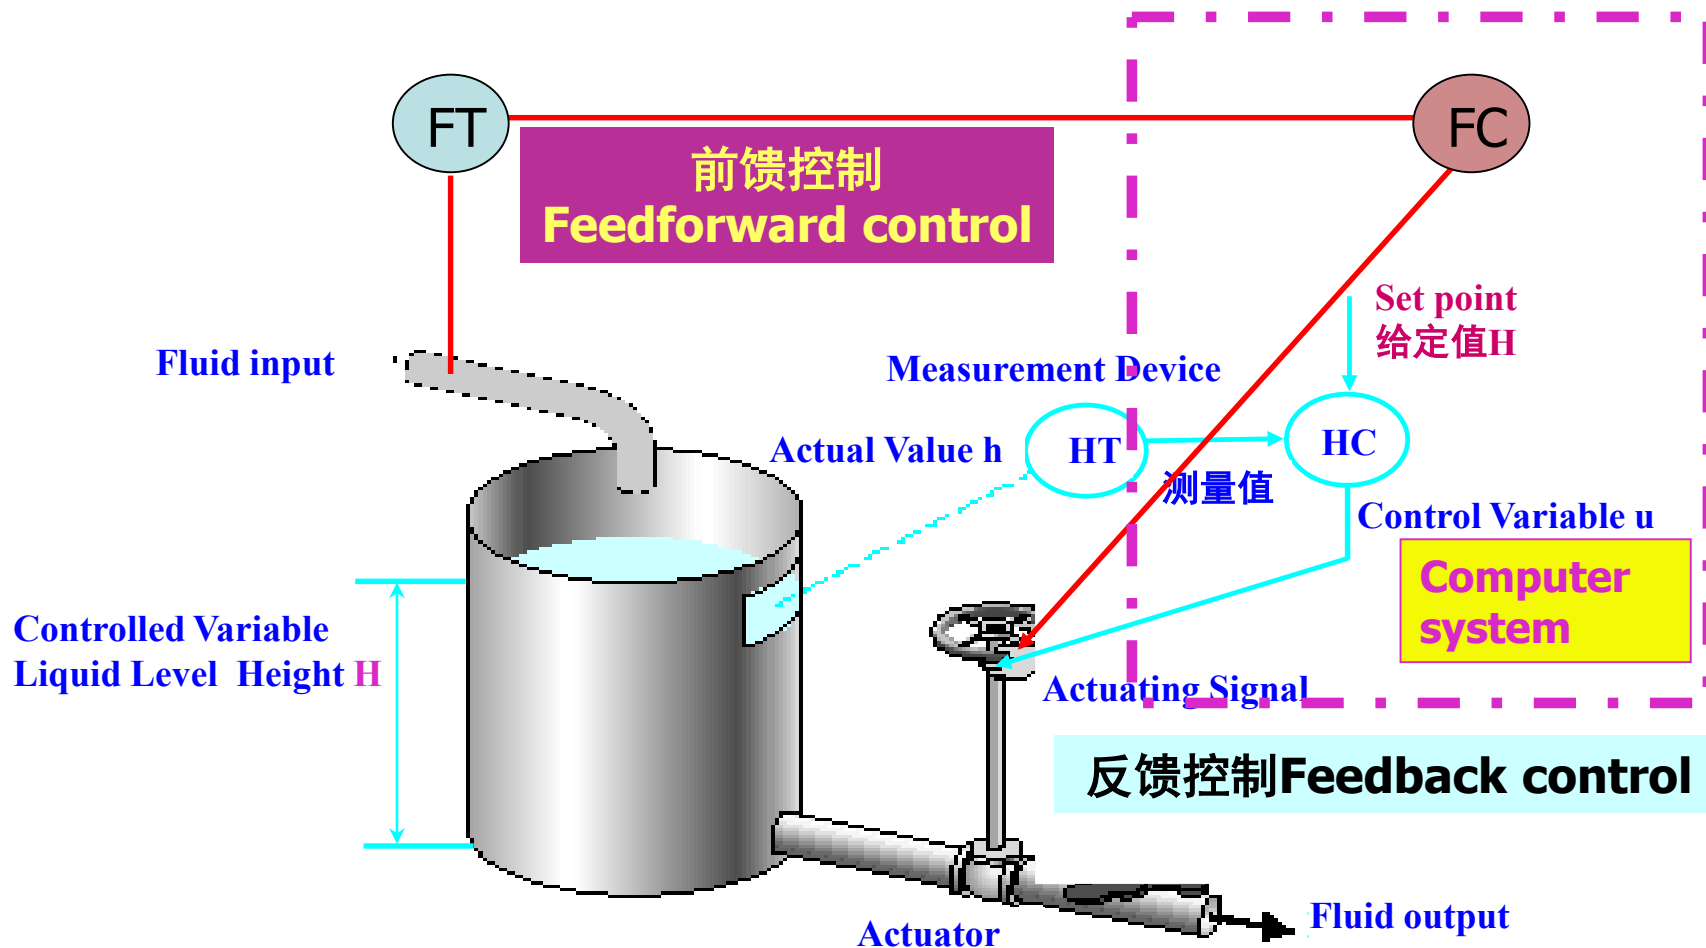 FT
FC
前馈控制
Feedforward control
Set point
给定值H
Fluid input
Measurement Device
Actual Value h
HT
HC
测量值
Control Variable u
Computer
system
Controlled Variable
Liquid Level Height H
Actuating Signal
反馈控制Feedback control
Fluid output
Actuator